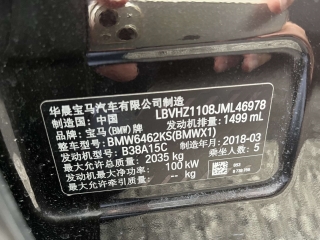 华晨宝马汽车有限公司制造
制造国: 中国 LBVHZ1108JML46978
品牌: 宝马(BMW)牌 发动机排量: 1499 mL
整车型号: BMW6462KS(BMWX1)
发动机型号: B38A15C 制造年月: 2018-03
最大允许总质量: 2035 kg 乘坐人数: 5
发动机最大净功率: 100 kW
最大允许牵引质量: -- kg